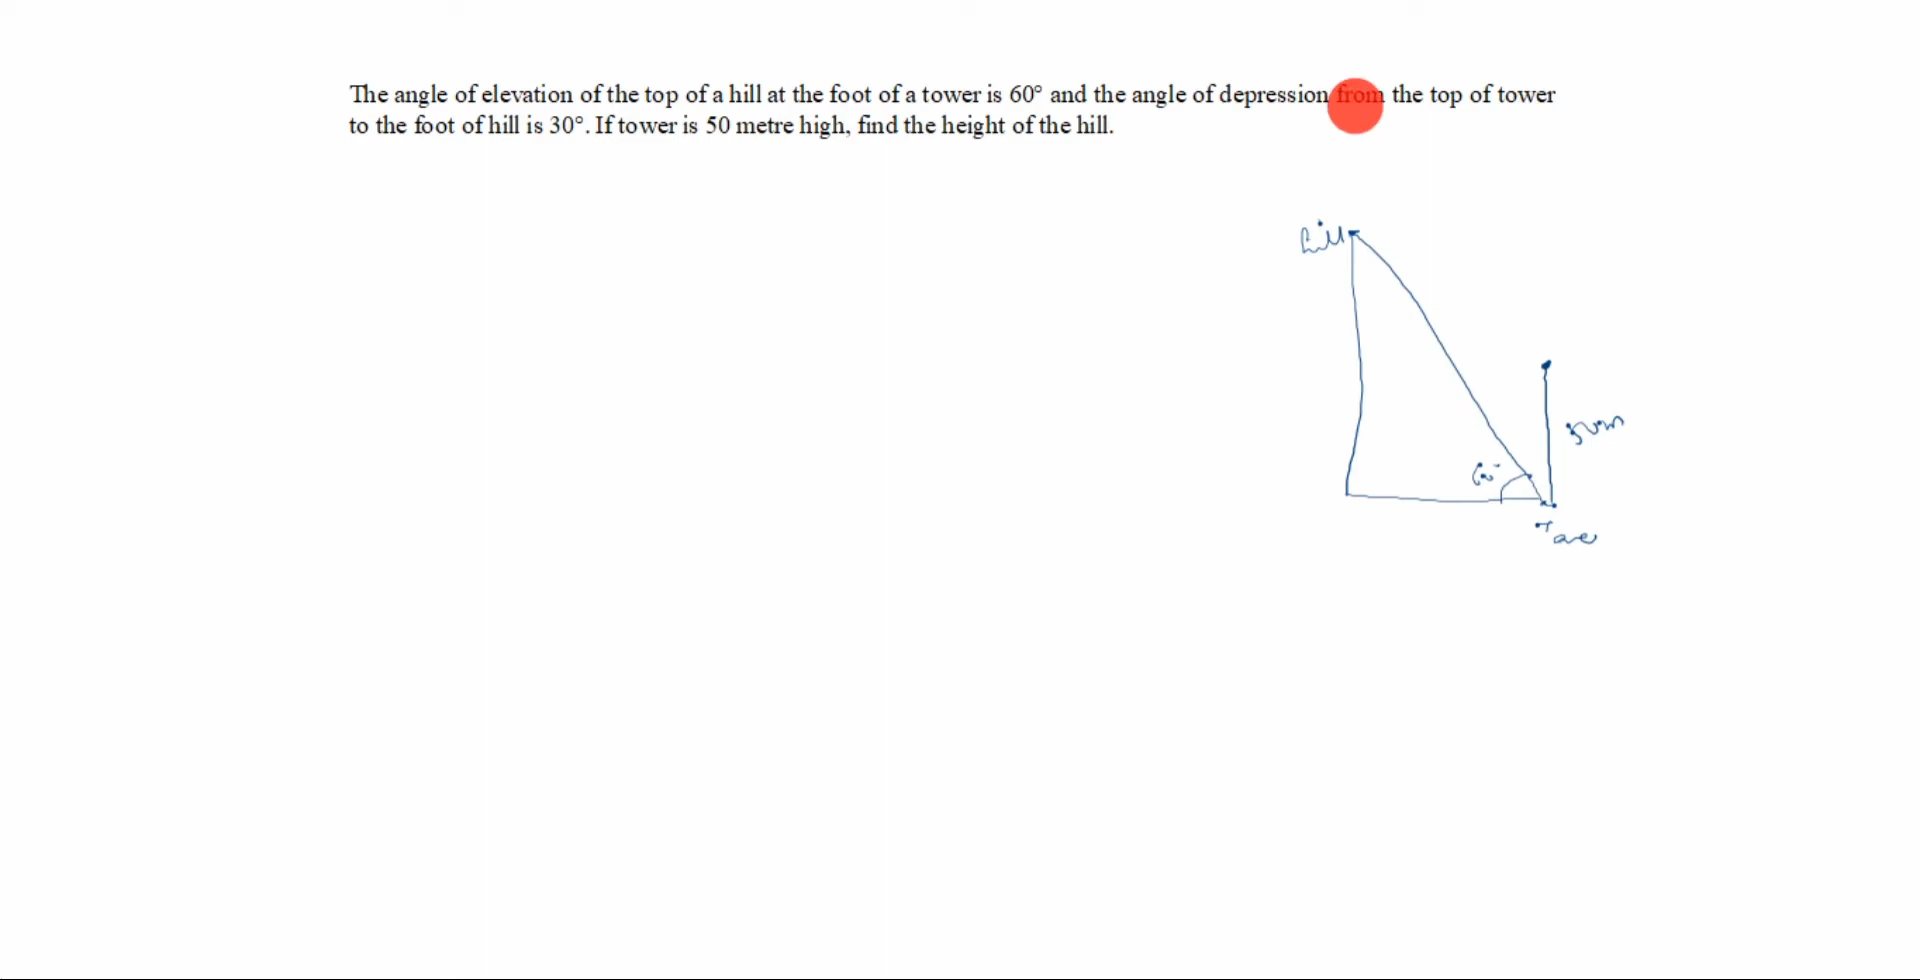 The angle of elevation of the top of a hill at the foot of a tower is 60° and the angle of depression from the top of tower
to the foot of hill is 30°. If tower is 50 metre high, find the height of the hill.
hill
50m
60°